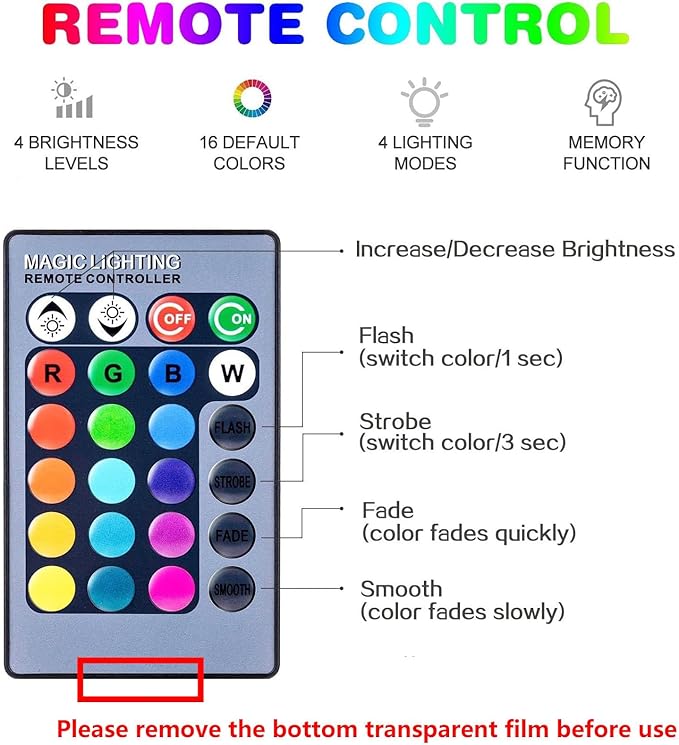 REMOTE CONTROL
4 BRIGHTNESS
LEVELS
16 DEFAULT
COLORS
4 LIGHTING
MODES
MEMORY
FUNCTION
MAGIC LiGHTING
REMOTE CONTROLLER
OFF
ON
R
G
B
W
FLASH
STROBE
FADE
SMOOTH
Increase/Decrease Brightness
Flash
(switch color/1 sec)
Strobe
(switch color/3 sec)
Fade
(color fades quickly)
Smooth
(color fades slowly)
Please remove the bottom transparent film before use